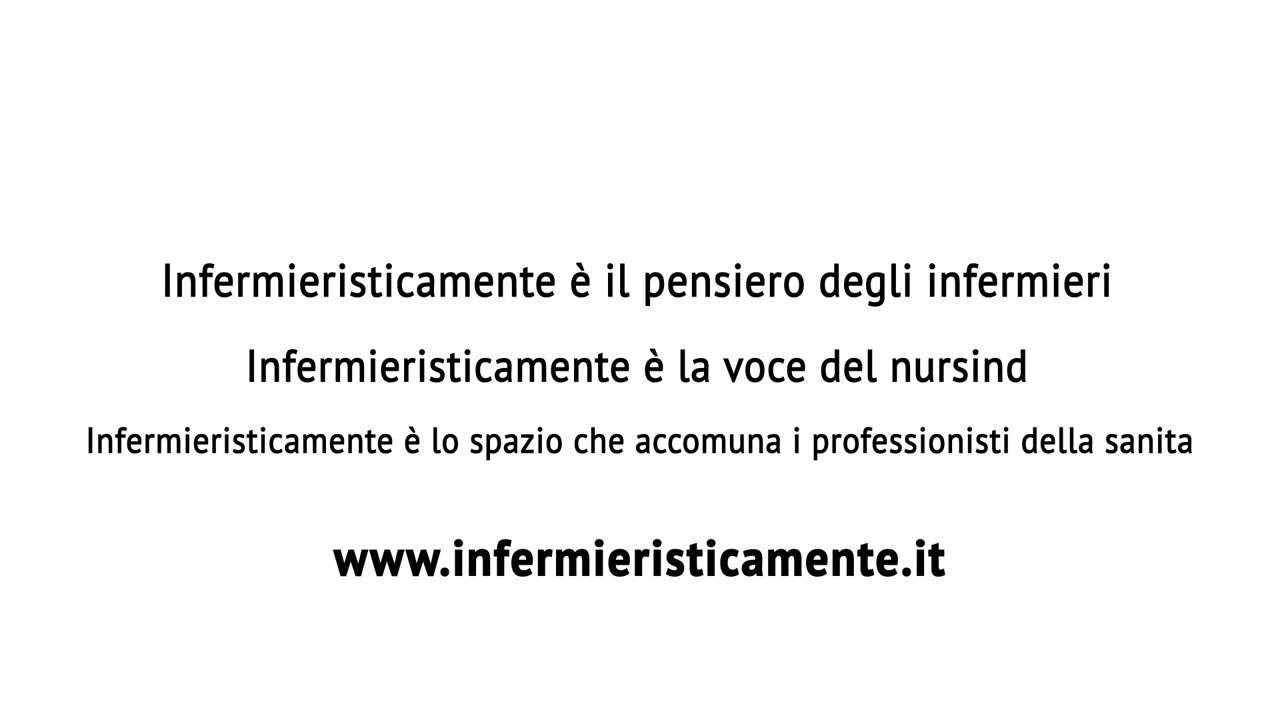 Infermieristicamente è il pensiero degli infermieri
Infermieristicamente è la voce del nursind
Infermieristicamente è lo spazio che accomuna i professionisti della sanita
www.infermieristicamente.it